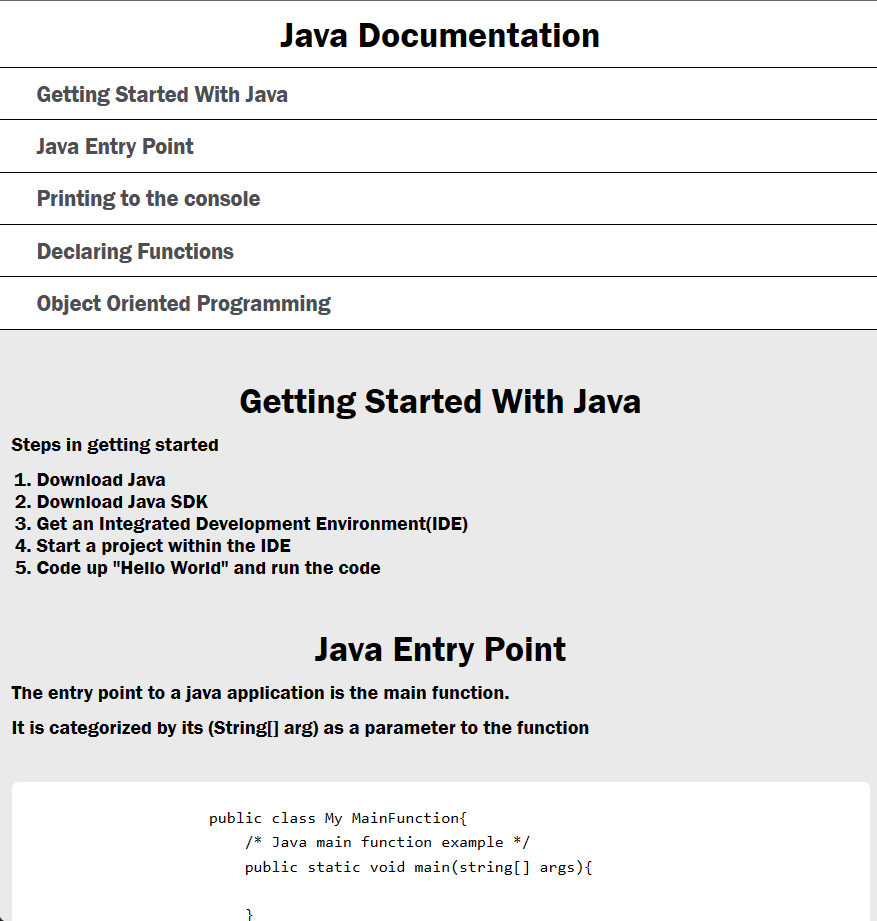 Java Documentation
Getting Started With Java
Java Entry Point
Printing to the console
Declaring Functions
Object Oriented Programming
Getting Started With Java
Steps in getting started
1. Download Java
2. Download Java SDK
3. Get an Integrated Development Environment(IDE)
4. Start a project within the IDE
5. Code up "Hello World" and run the code
Java Entry Point
The entry point to a java application is the main function.
It is categorized by its (String[] arg) as a parameter to the function
public class My MainFunction{
/* Java main function example */
public static void main(string[] args){
}